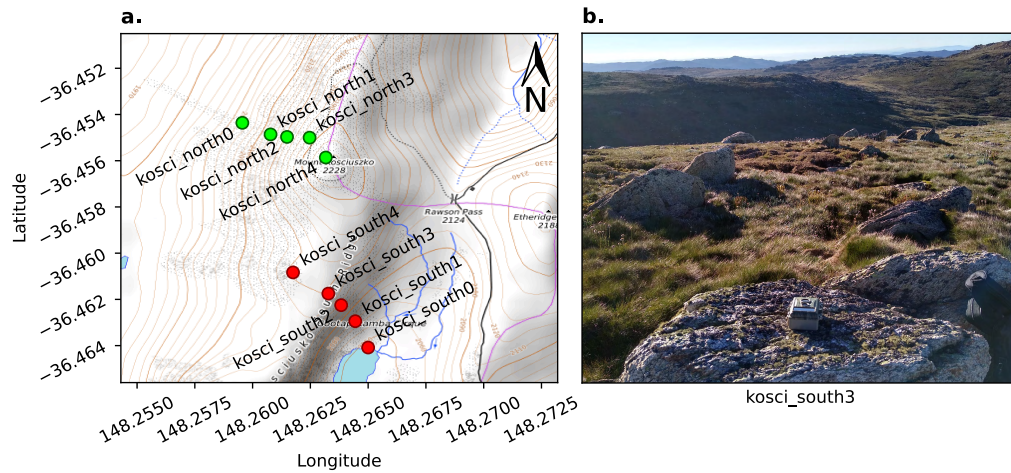 a.
b.
−36.452
−36.454
−36.456
−36.458
−36.460
−36.462
−36.464
Latitude
N
kosci_north0
kosci_north1
kosci_north2
kosci_north3
kosci_north4
2228
Rawson Pass
2124
Etheridge
2130
2140
kosci_south4
kosci_south3
kosci_south1
kosci_south0
kosci_south2
148.2550
148.2575
148.2600
148.2625
148.2650
148.2675
148.2700
148.2725
Longitude
kosci_south3